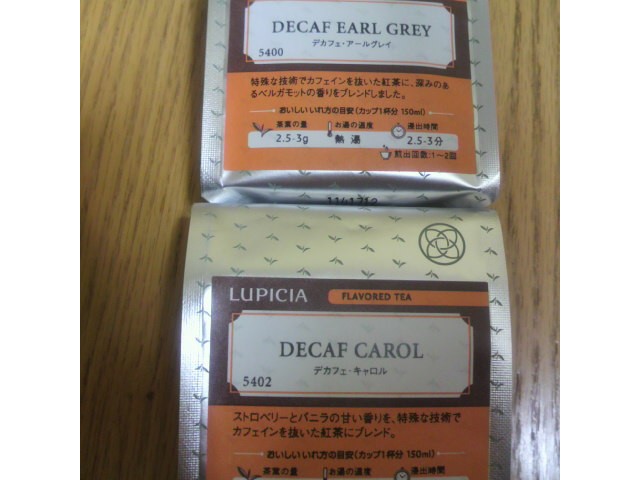 DECAF EARL GREY
デカフェ・アールグレイ
5400
特殊な技術でカフェインを抜いた紅茶に、深みのあ
るベルガモットの香りをブレンドしました。
おいしいいれ方の目安(カップ1杯分 150ml)
茶葉の量 お湯の温度 浸出時間
2.5-3g 熱湯 2.5-3分
煎出回数:1〜2回
LUPICIA FLAVORED TEA
DECAF CAROL
デカフェ・キャロル
5402
ストロベリーとバニラの甘い香りを、特殊な技術で
カフェインを抜いた紅茶にブレンド。
おいしいいれ方の目安(カップ1杯分 150ml)
茶葉の量 お湯の温度 浸出時間